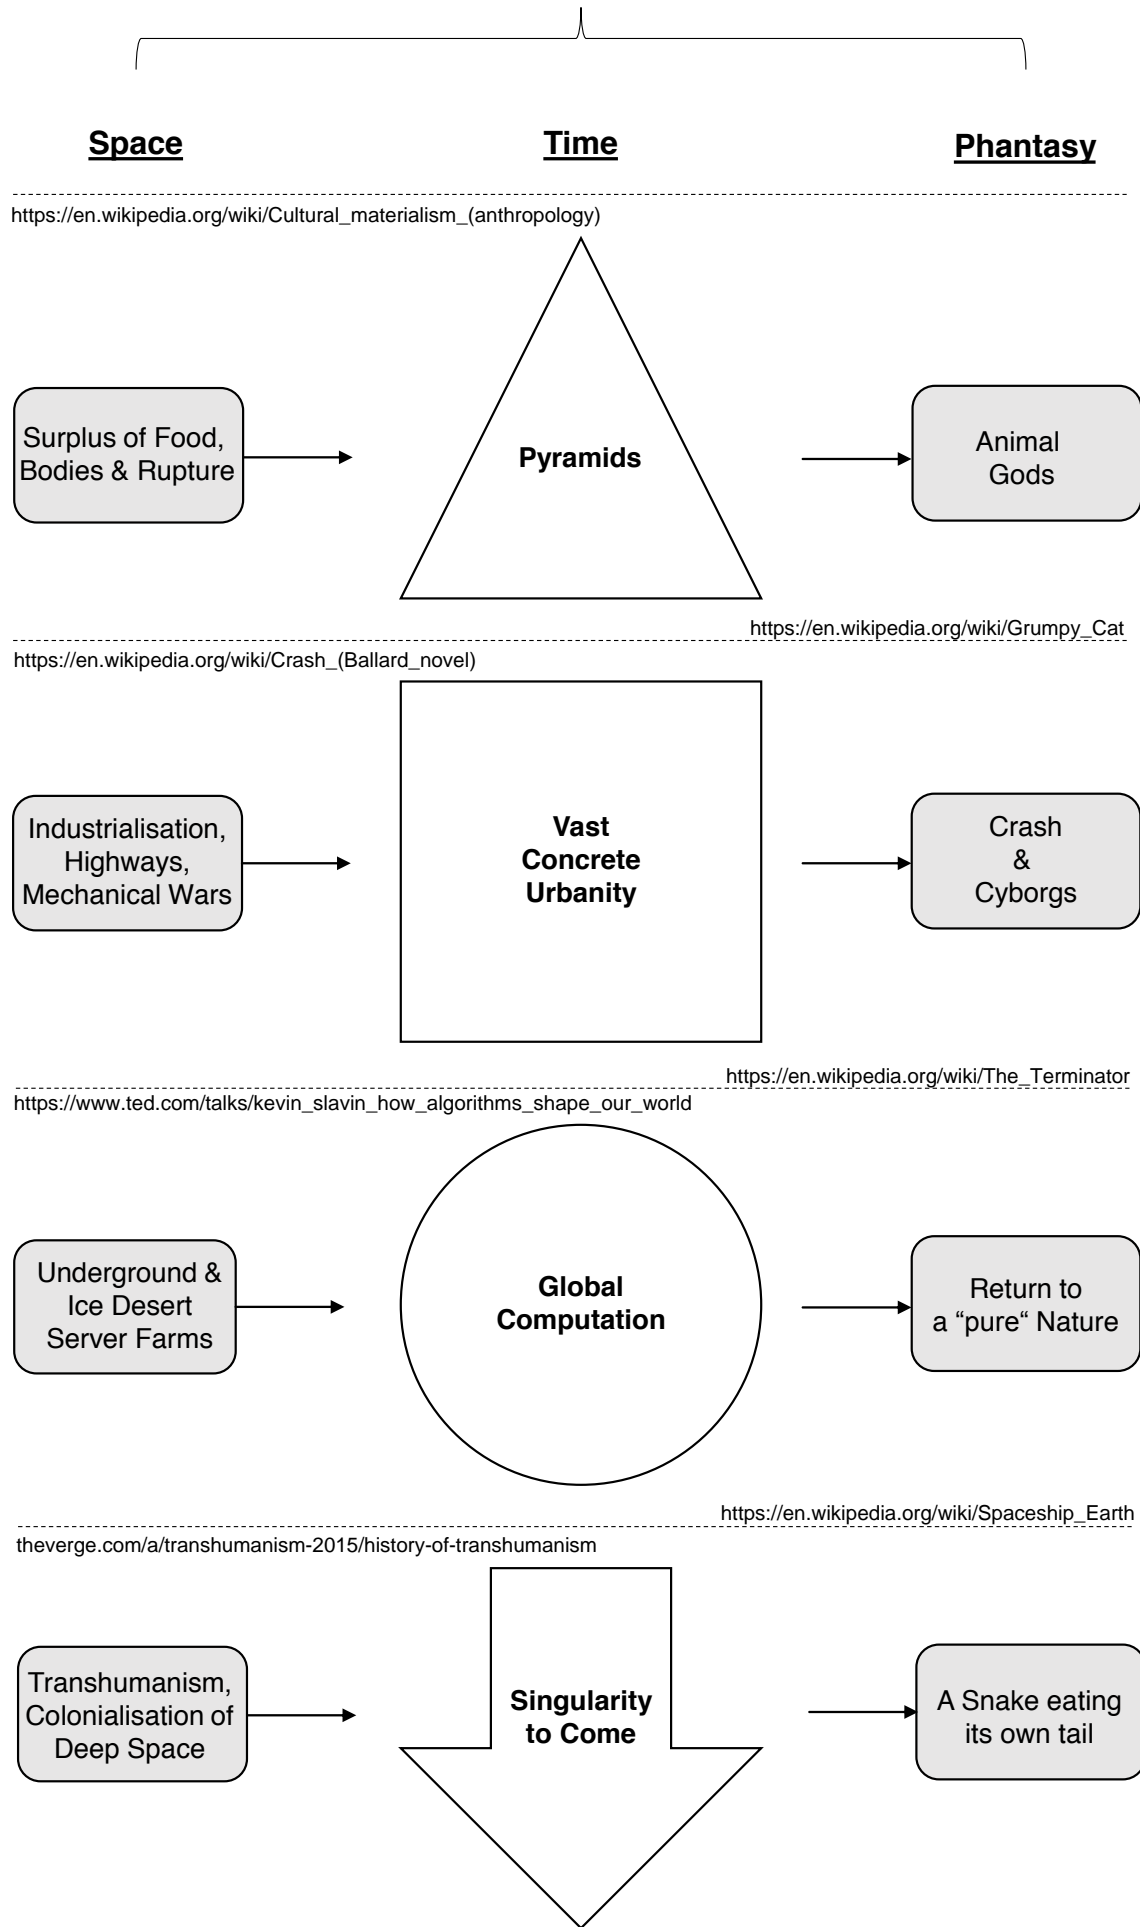 Space
Time
Phantasy
https://en.wikipedia.org/wiki/Cultural_materialism_(anthropology)
Surplus of Food,
Bodies & Rupture
Pyramids
Animal
Gods
https://en.wikipedia.org/wiki/Grumpy_Cat
https://en.wikipedia.org/wiki/Crash_(Ballard_novel)
Industrialisation,
Highways,
Mechanical Wars
Vast
Concrete
Urbanity
Crash
&
Cyborgs
https://en.wikipedia.org/wiki/The_Terminator
https://www.ted.com/talks/kevin_slavin_how_algorithms_shape_our_world
Underground &
Ice Desert
Server Farms
Global
Computation
Return to
a “pure“ Nature
https://en.wikipedia.org/wiki/Spaceship_Earth
theverge.com/a/transhumanism-2015/history-of-transhumanism
Transhumanism,
Colonialisation of
Deep Space
Singularity
to Come
A Snake eating
its own tail